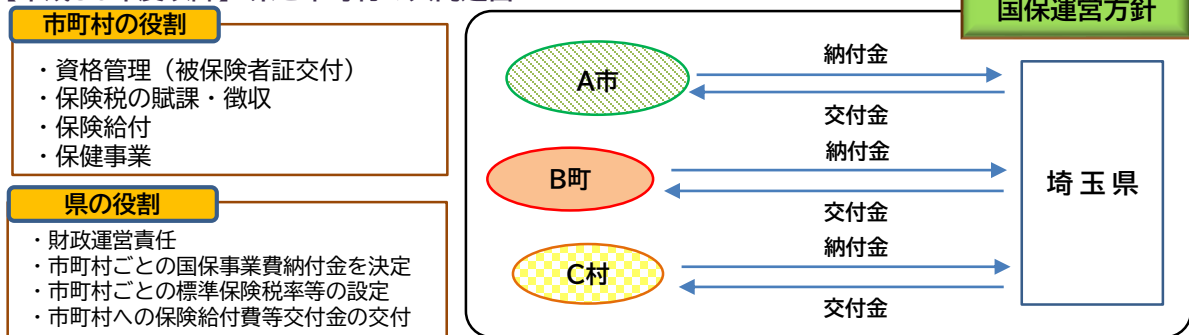 市町村の役割
・資格管理（被保険者証交付）
・保険税の賦課・徴収
・保険給付
・保健事業
県の役割
・財政運営責任
・市町村ごとの国保事業費納付金を決定
・市町村ごとの標準保険税率等の設定
・市町村への保険給付費等交付金の交付
国保運営方針
A市
納付金
交付金
B町
納付金
交付金
C村
納付金
交付金
埼玉県